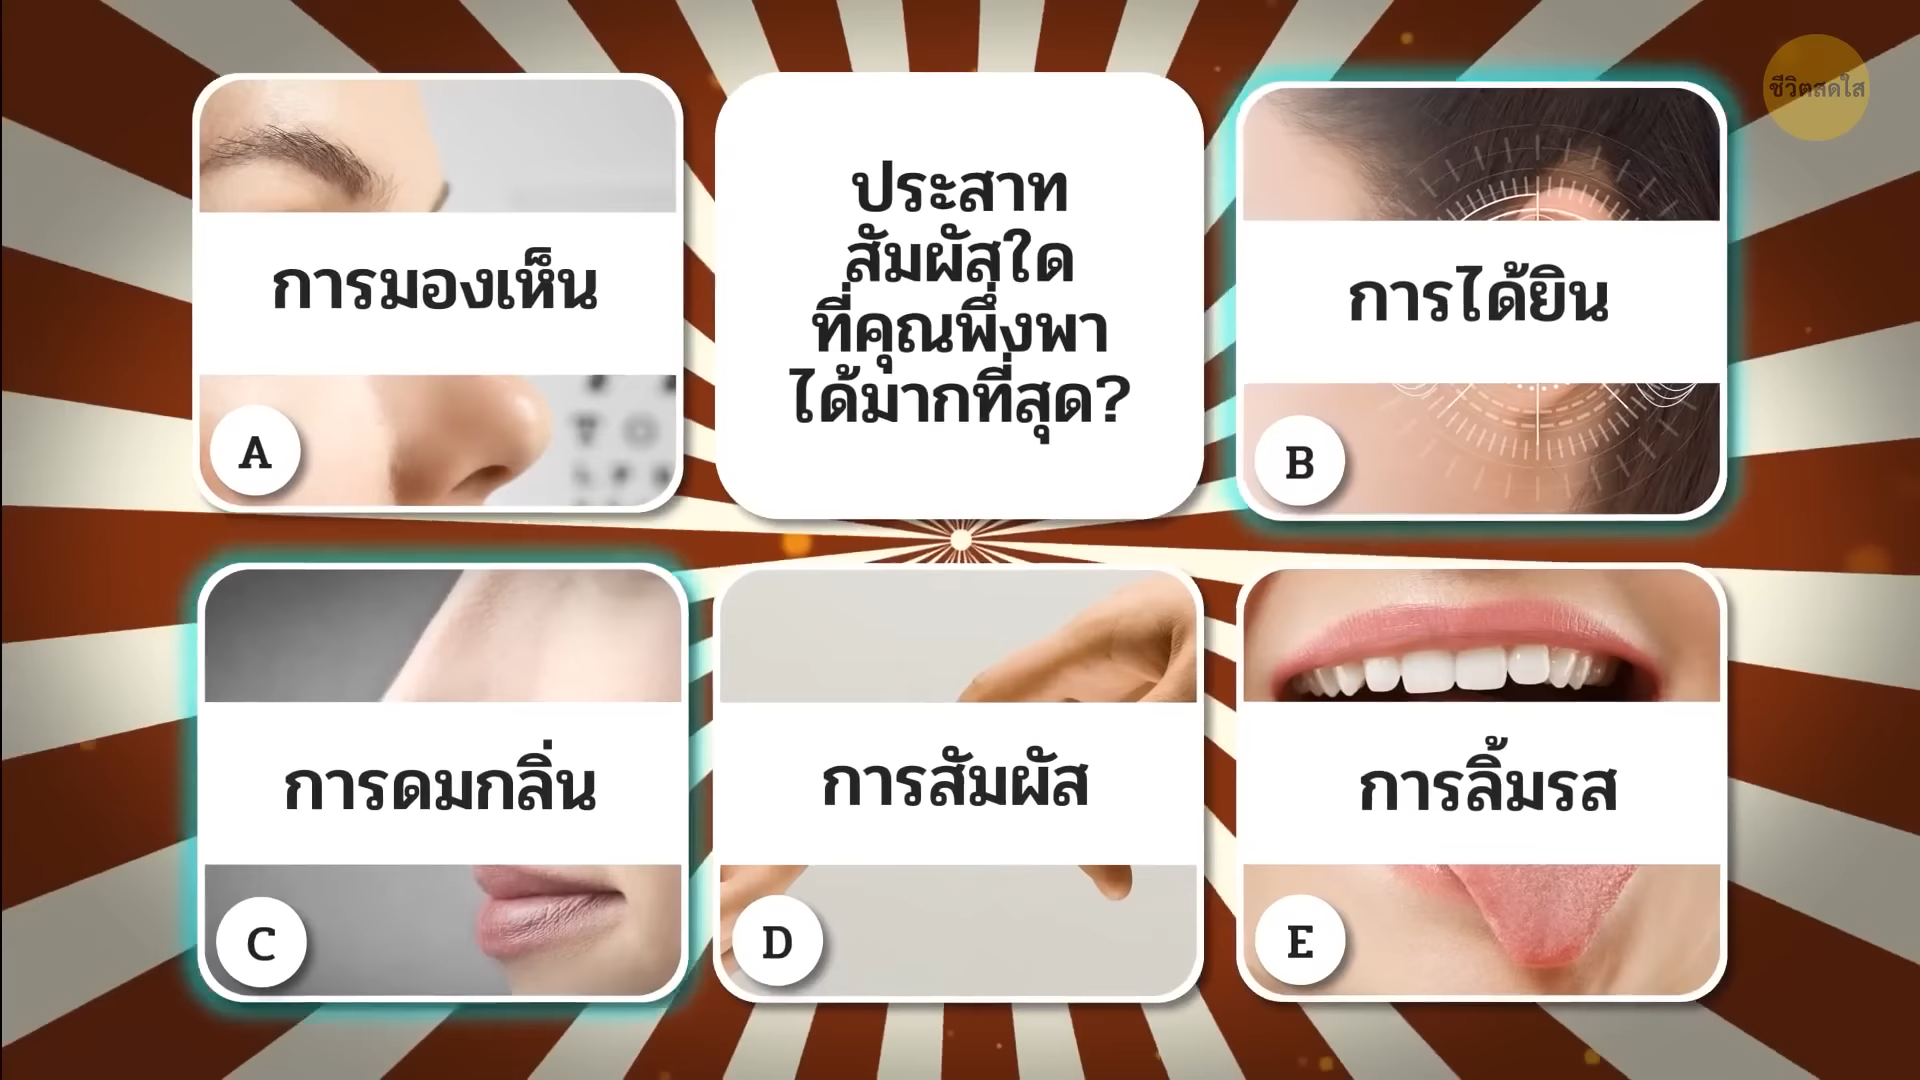 ชีวิตสดใส
การมองเห็น
A
ประสาท
สัมผัสใด
ที่คุณพึ่งพา
ได้มากที่สุด?
การได้ยิน
B
การดมกลิ่น
C
การสัมผัส
D
การลิ้มรส
E